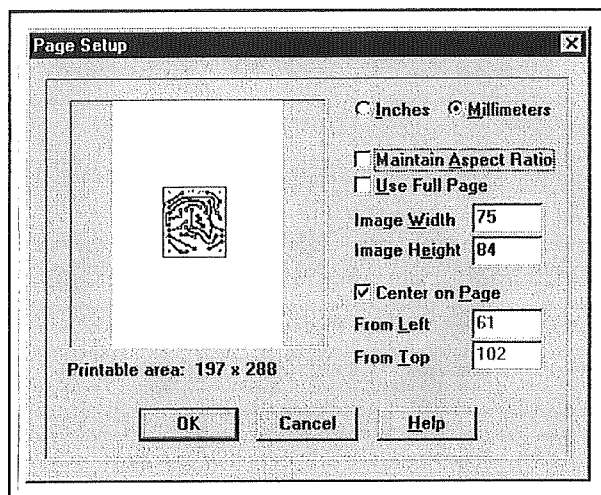 Page Setup
Inches Millimeters
Maintain Aspect Ratio
Use Full Page
Image Width 75
Image Height 84
Center on Page
From Left 61
From Top 102
Printable area: 197 x 288
OK Cancel Help